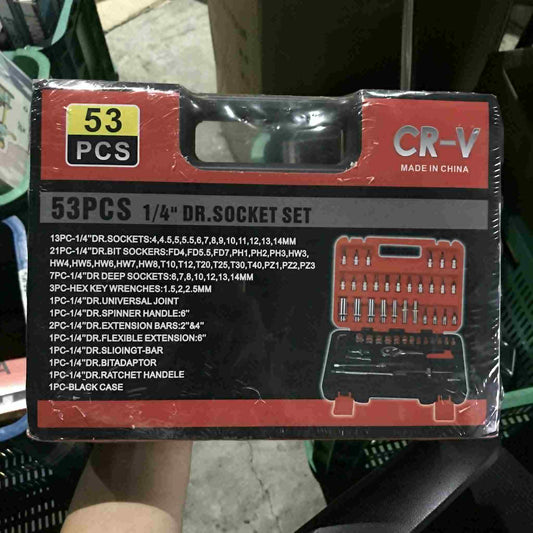 53
PCS
CR-V
MADE IN CHINA
53PCS 1/4" DR.SOCKET SET
13PC-1/4"DR.SOCKETS:4,4.5,5,5.5,6,7,8,9,10,11,12,13,14MM
21PC-1/4"DR.BIT SOCKERS:FD4,FD5.5,FD7,PH1,PH2,PH3,HW3,
HW4,HW5,HW6,HW7,HW8,T10,T12,T20,T25,T30,T40,PZ1,PZ2,PZ3
7PC-1/4"DR DEEP SOCKETS:6,7,8,10,12,13,14MM
3PC-HEX KEY WRENCHES:1.5,2,2.5MM
1PC-1/4"DR.UNIVERSAL JOINT
1PC-1/4"DR.SPINNER HANDLE:6"
2PC-1/4"DR.EXTENSION BARS:2"&4"
1PC-1/4"DR.FLEXIBLE EXTENSION:6"
1PC-1/4"DR.SLIOINGT-BAR
1PC-1/4"DR.BITADAPTOR
1PC-1/4"DR.RATCHET HANDELE
1PC-BLACK CASE